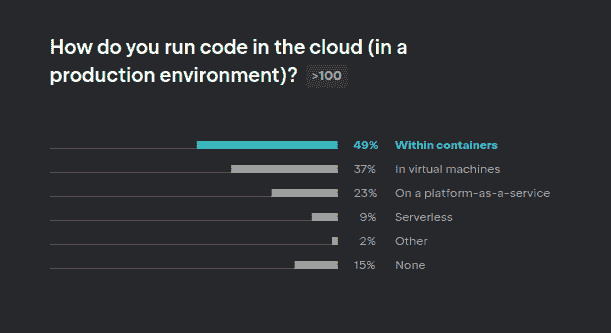 How do you run code in the cloud (in a
production environment)? >100
49% Within containers
37% In virtual machines
23% On a platform-as-a-service
9% Serverless
2% Other
15% None